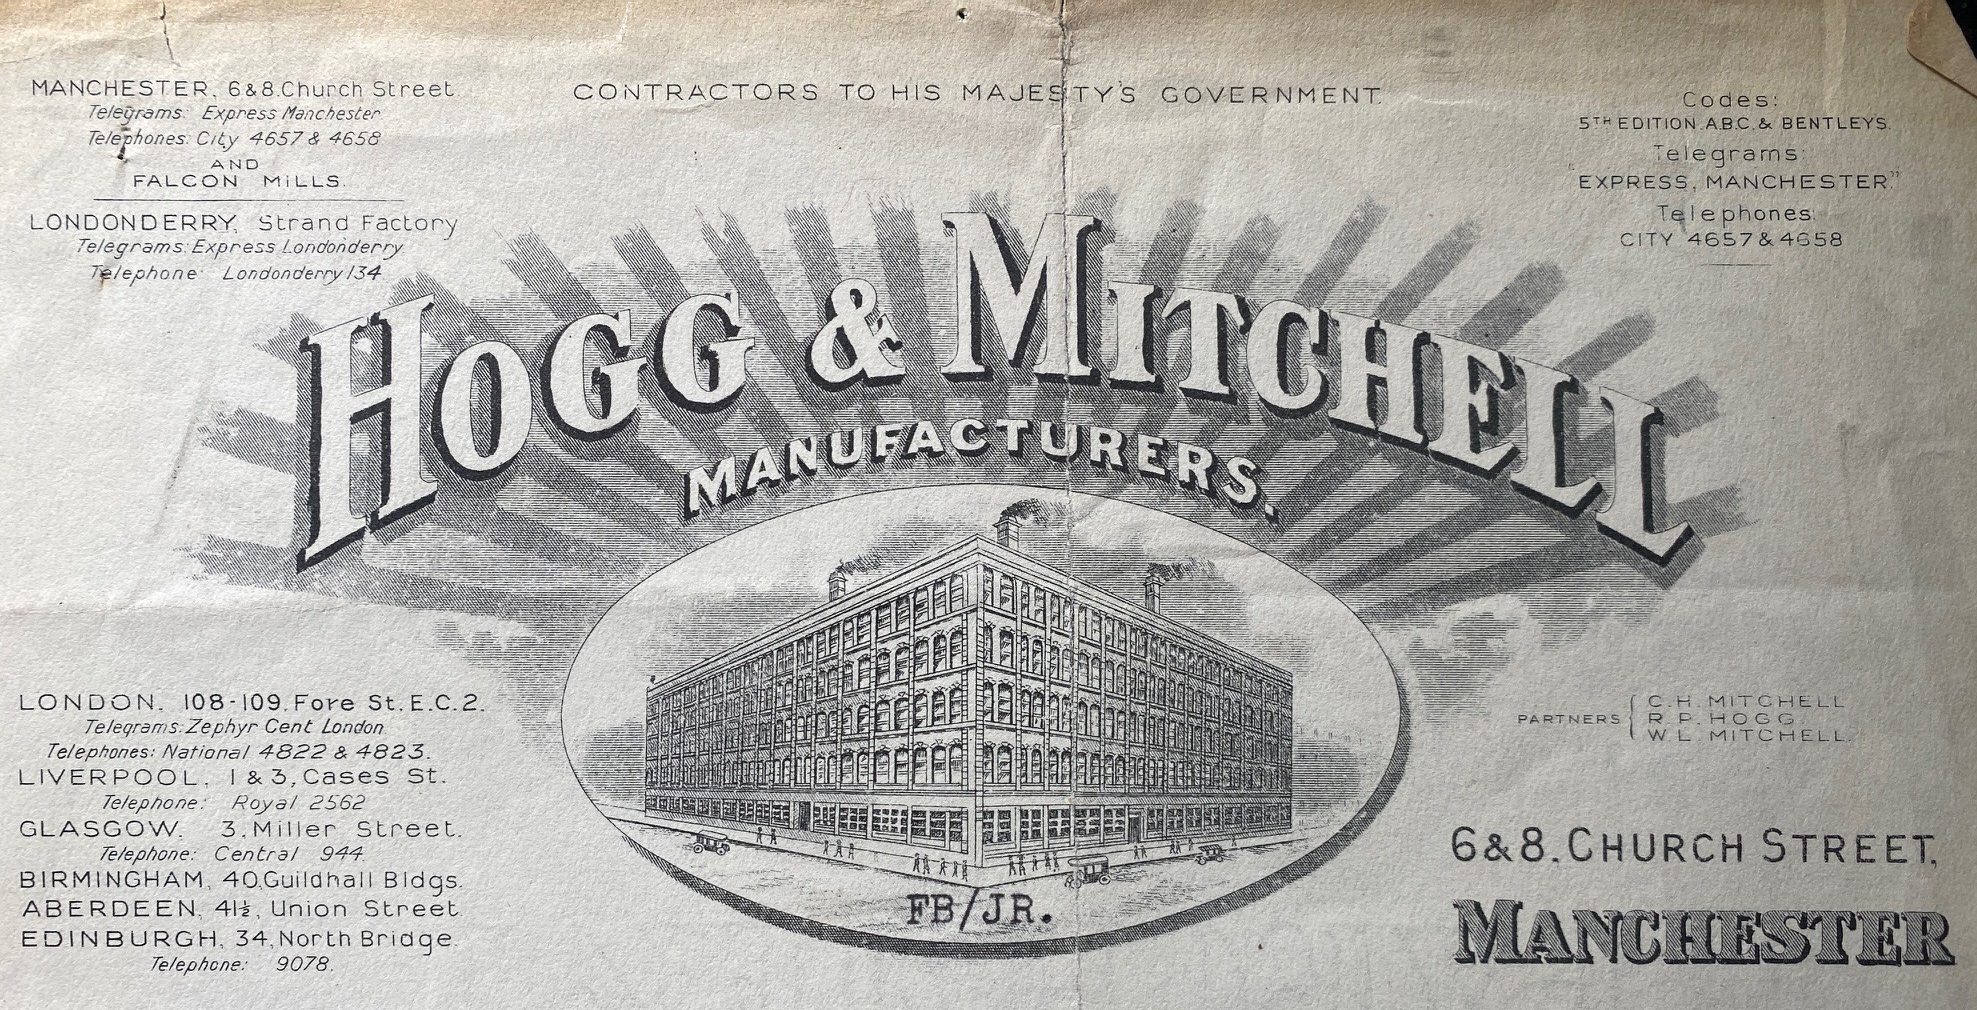 MANCHESTER, 6&8.Church Street
Telegrams: Express Manchester
Telephones: City 4657 & 4658
AND
FALCON MILLS.
LONDONDERRY, Strand Factory
Telegrams: Express Londonderry
Telephone: Londonderry 134
CONTRACTORS TO HIS MAJESTY'S GOVERNMENT.
Codes:
5TH EDITION. A.B.C. & BENTLEYS.
Telegrams:
"EXPRESS, MANCHESTER."
Telephones:
CITY 4657 & 4658
HOGG & MITCHELL
MANUFACTURERS.
LONDON. 108-109. Fore St. E.C.2.
Telegrams: Zephyr Cent London
Telephones: National 4822 & 4823.
LIVERPOOL, 1 & 3, Cases St.
Telephone: Royal 2562
GLASGOW. 3. Miller Street.
Telephone: Central 944.
BIRMINGHAM, 40, Guildhall Bldgs.
ABERDEEN, 41½, Union Street
EDINBURGH, 34, North Bridge.
Telephone: 9078.
FB/JR.
PARTNERS { C. H. MITCHELL
R. P. HOGG
W. L. MITCHELL.
6&8. CHURCH STREET,
MANCHESTER